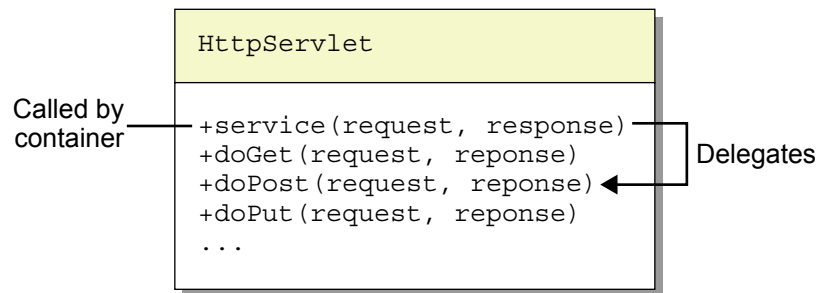 HttpServlet
Called by
container
+service(request, response)
+doGet(request, reponse)
+doPost(request, reponse)
+doPut(request, reponse)
...
Delegates